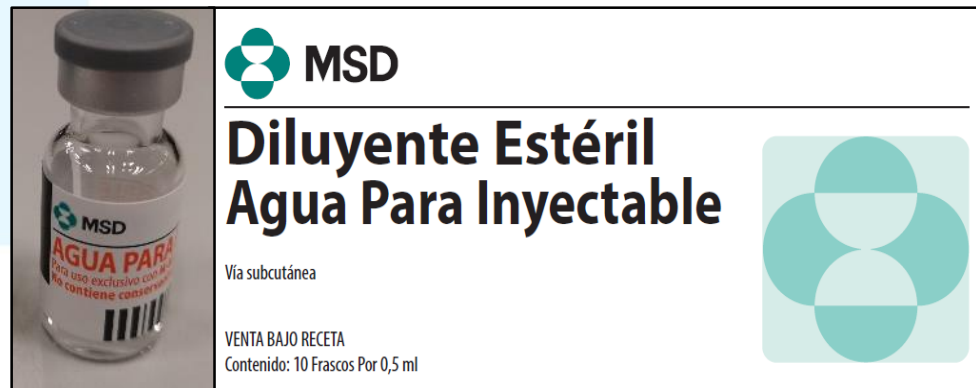 MSD
AGUA PARA
Para uso exclusivo con
No contiene
MSD
Diluyente Estéril
Agua Para Inyectable
Vía subcutánea
VENTA BAJO RECETA
Contenido: 10 Frascos Por 0,5 ml